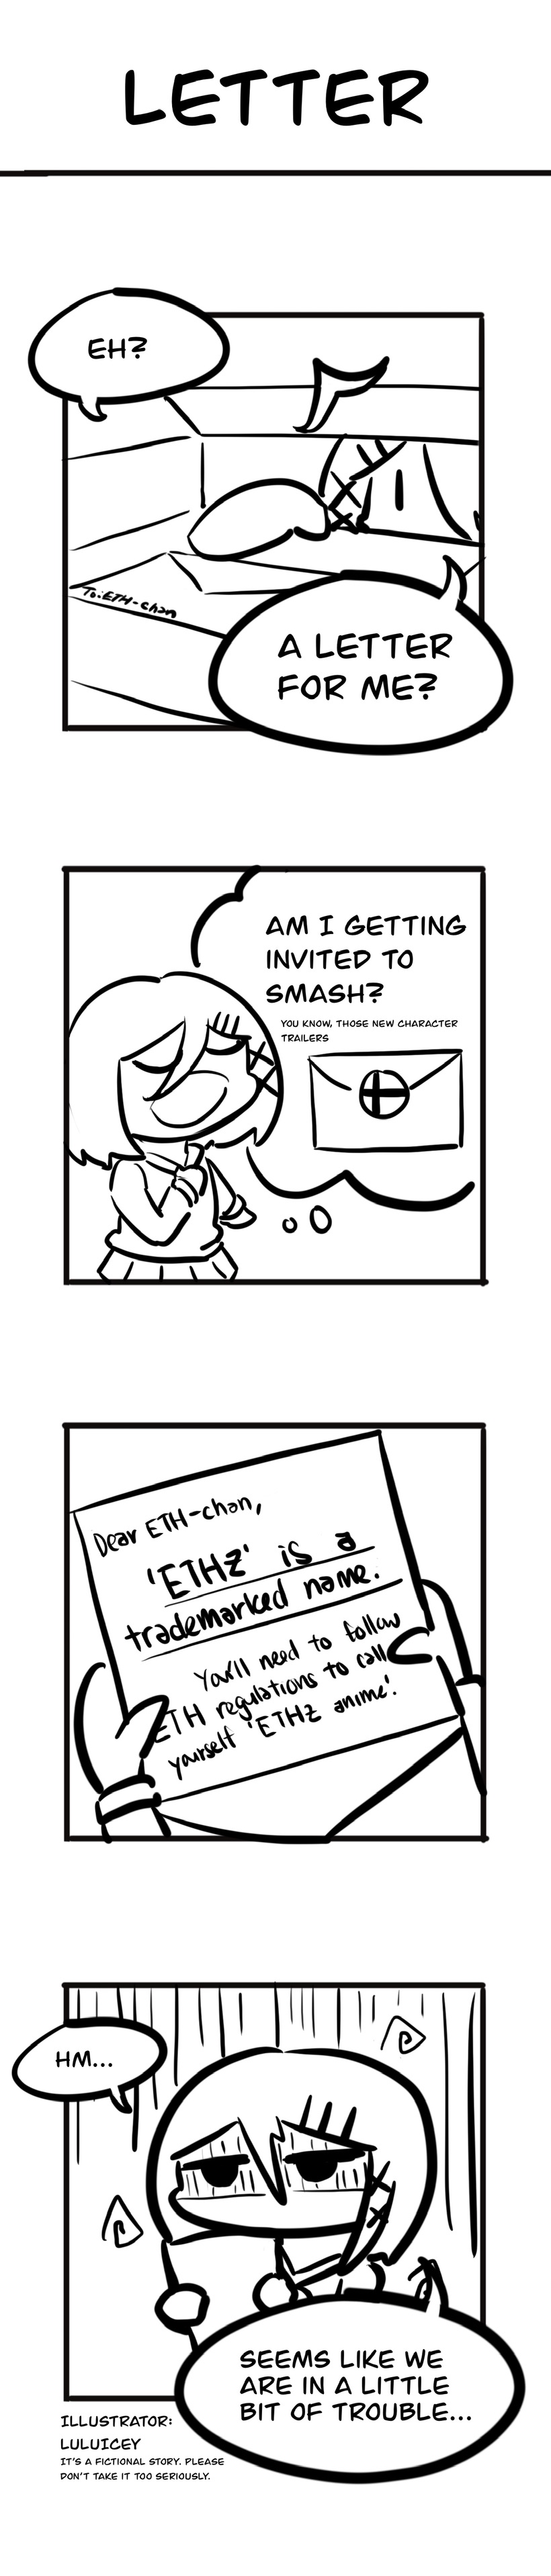 LETTER
EH?
To: ETH-chan
A LETTER
FOR ME?
AM I GETTING
INVITED TO
SMASH?
YOU KNOW, THOSE NEW CHARACTER
TRAILERS
Dear ETH-chan,
'ETHZ' is a
trademarked name.
You'll need to follow
ETH regulations to call
yourself 'ETHZ anime'.
HM...
SEEMS LIKE WE
ARE IN A LITTLE
BIT OF TROUBLE...
ILLUSTRATOR:
LULUICEY
IT'S A FICTIONAL STORY. PLEASE
DON'T TAKE IT TOO SERIOUSLY.